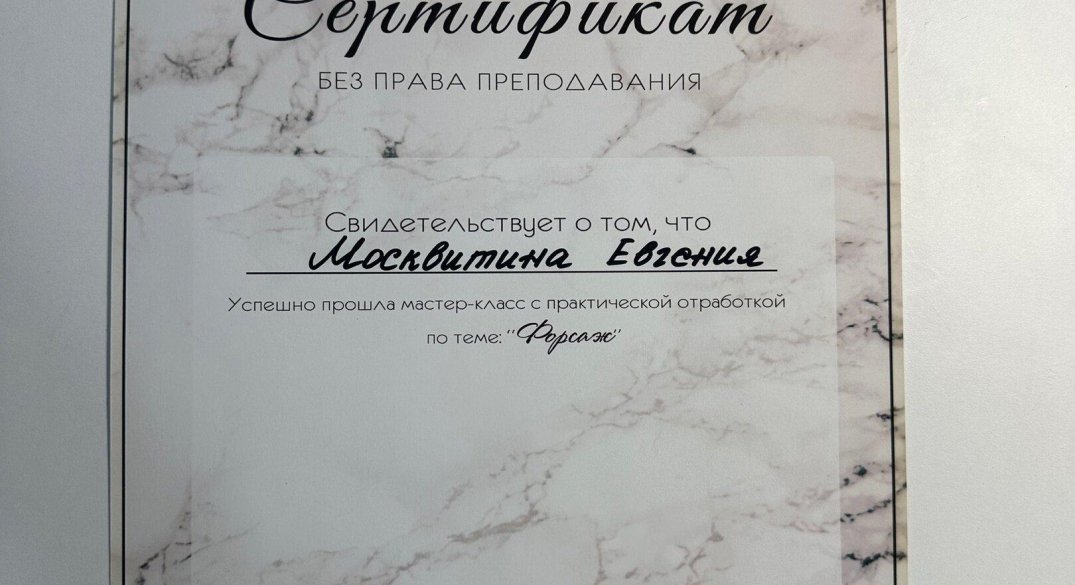 Сертификат
БЕЗ ПРАВА ПРЕПОДАВАНИЯ
Свидетельствует о том, что
Москвитина Евгения
Успешно прошла мастер-класс с практической отработкой
по теме: "Форсаж"